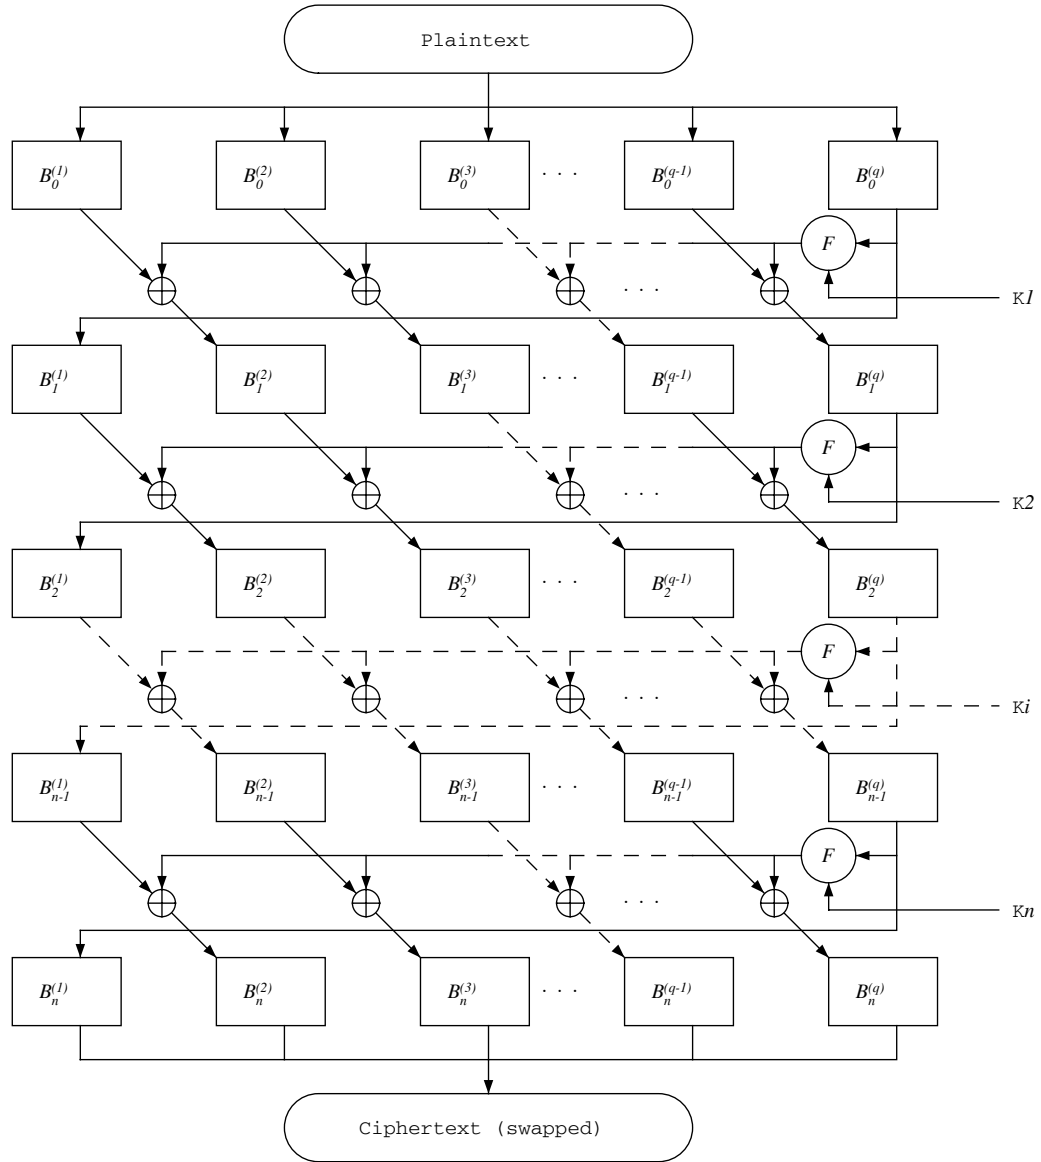 Plaintext
B₀⁽¹⁾ B₀⁽²⁾ B₀⁽³⁾ · · · B₀⁽q⁻¹⁾ B₀⁽q⁾
F
· · ·
K1
B₁⁽¹⁾ B₁⁽²⁾ B₁⁽³⁾ · · · B₁⁽q⁻¹⁾ B₁⁽q⁾
F
· · ·
K2
B₂⁽¹⁾ B₂⁽²⁾ B₂⁽³⁾ · · · B₂⁽q⁻¹⁾ B₂⁽q⁾
F
· · ·
Ki
Bₙ₋₁⁽¹⁾ Bₙ₋₁⁽²⁾ Bₙ₋₁⁽³⁾ · · · Bₙ₋₁⁽q⁻¹⁾ Bₙ₋₁⁽q⁾
F
· · ·
Kn
Bₙ⁽¹⁾ Bₙ⁽²⁾ Bₙ⁽³⁾ · · · Bₙ⁽q⁻¹⁾ Bₙ⁽q⁾
Ciphertext (swapped)